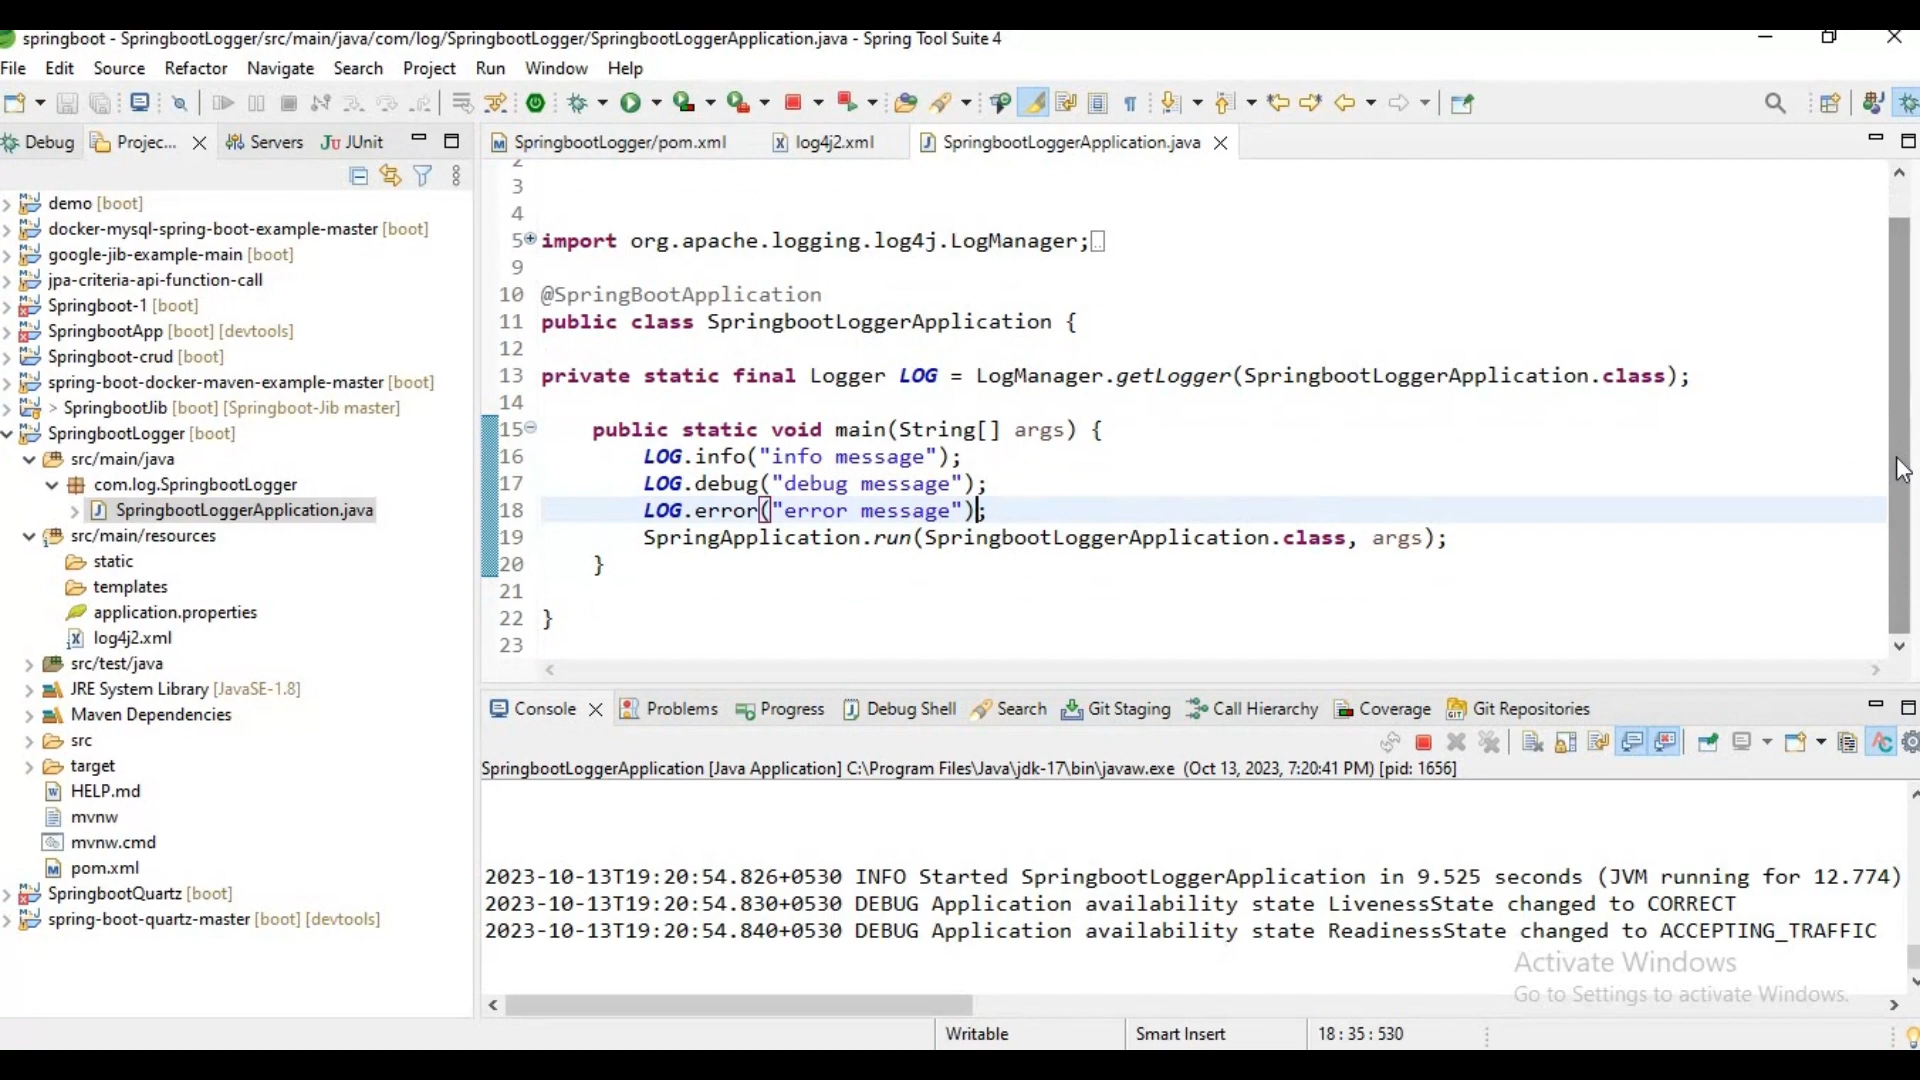 springboot - SpringbootLogger/src/main/java/com/log/SpringbootLogger/SpringbootLoggerApplication.java - Spring Tool Suite 4
File Edit Source Refactor Navigate Search Project Run Window Help
Debug Projec... Servers JUnit
demo [boot]
docker-mysql-spring-boot-example-master [boot]
google-jib-example-main [boot]
jpa-criteria-api-function-call
Springboot-1 [boot]
SpringbootApp [boot] [devtools]
Springboot-crud [boot]
spring-boot-docker-maven-example-master [boot]
> SpringbootJib [boot] [Springboot-Jib master]
SpringbootLogger [boot]
src/main/java
com.log.SpringbootLogger
SpringbootLoggerApplication.java
src/main/resources
static
templates
application.properties
log4j2.xml
src/test/java
JRE System Library [JavaSE-1.8]
Maven Dependencies
src
target
HELP.md
mvnw
mvnw.cmd
pom.xml
SpringbootQuartz [boot]
spring-boot-quartz-master [boot] [devtools]
SpringbootLogger/pom.xml log4j2.xml SpringbootLoggerApplication.java
2
3
4
5 import org.apache.logging.log4j.LogManager;
9
10 @SpringBootApplication
11 public class SpringbootLoggerApplication {
12
13 private static final Logger LOG = LogManager.getLogger(SpringbootLoggerApplication.class);
14
15 public static void main(String[] args) {
16 LOG.info("info message");
17 LOG.debug("debug message");
18 LOG.error("error message");
19 SpringApplication.run(SpringbootLoggerApplication.class, args);
20 }
21
22 }
23
Console Problems Progress Debug Shell Search Git Staging Call Hierarchy Coverage Git Repositories
SpringbootLoggerApplication [Java Application] C:\Program Files\Java\jdk-17\bin\javaw.exe (Oct 13, 2023, 7:20:41 PM) [pid: 1656]
2023-10-13T19:20:54.826+0530 INFO Started SpringbootLoggerApplication in 9.525 seconds (JVM running for 12.774)
2023-10-13T19:20:54.830+0530 DEBUG Application availability state LivenessState changed to CORRECT
2023-10-13T19:20:54.840+0530 DEBUG Application availability state ReadinessState changed to ACCEPTING_TRAFFIC
Activate Windows
Go to Settings to activate Windows.
Writable Smart Insert 18 : 35 : 530